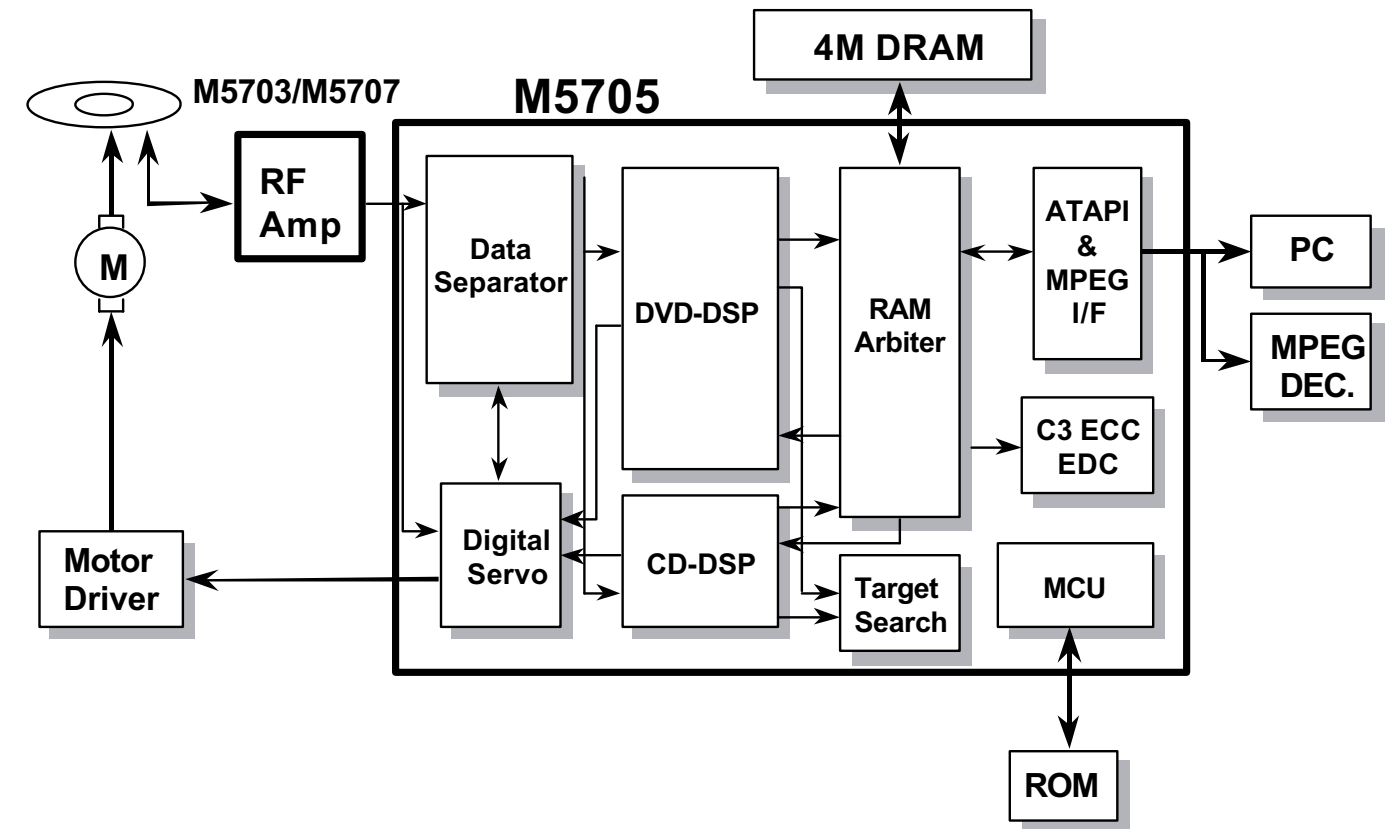 4M DRAM
M5703/M5707
M5705
RF
Amp
Data
Separator
DVD-DSP
RAM
Arbiter
ATAPI
&
MPEG
I/F
PC
MPEG
DEC.
M
C3 ECC
EDC
Motor
Driver
Digital
Servo
CD-DSP
Target
Search
MCU
ROM